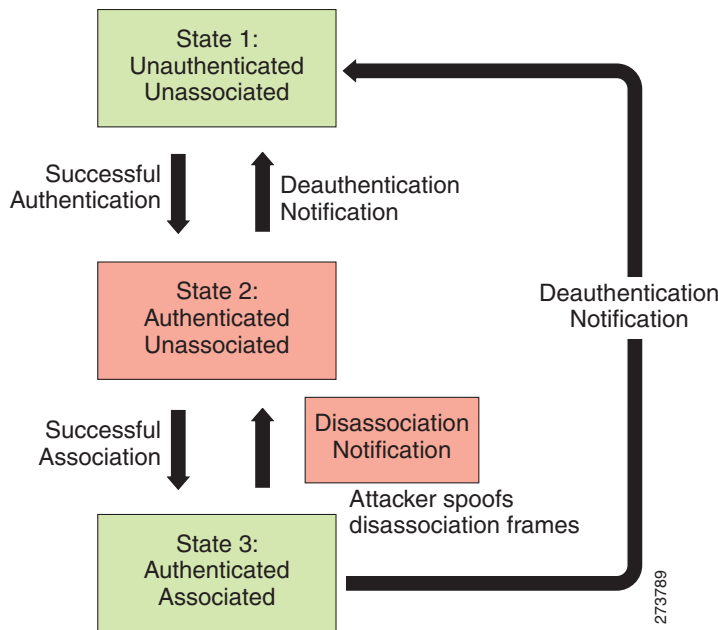 State 1:
Unauthenticated
Unassociated
Successful
Authentication
Deauthentication
Notification
State 2:
Authenticated
Unassociated
Deauthentication
Notification
Successful
Association
Disassociation
Notification
Attacker spoofs
disassociation frames
State 3:
Authenticated
Associated
273789